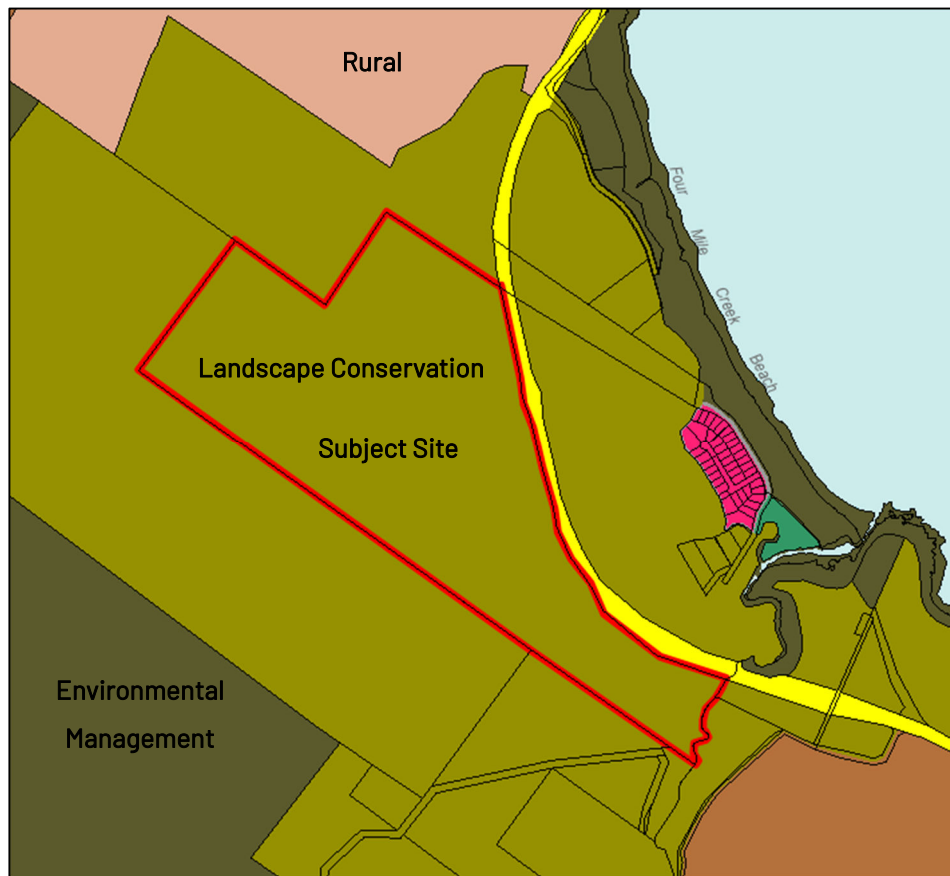 Rural
Four
Mile
Creek
Beach
Landscape Conservation
Subject Site
Environmental
Management